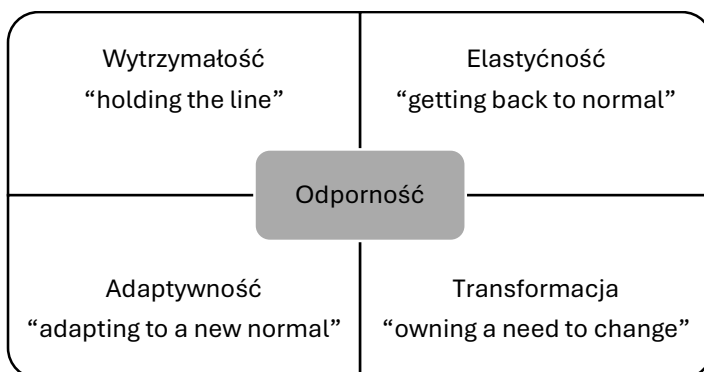 Wytrzymałość
“holding the line”
Elastyćność
“getting back to normal”
Odporność
Adaptywność
“adapting to a new normal”
Transformacja
“owning a need to change”